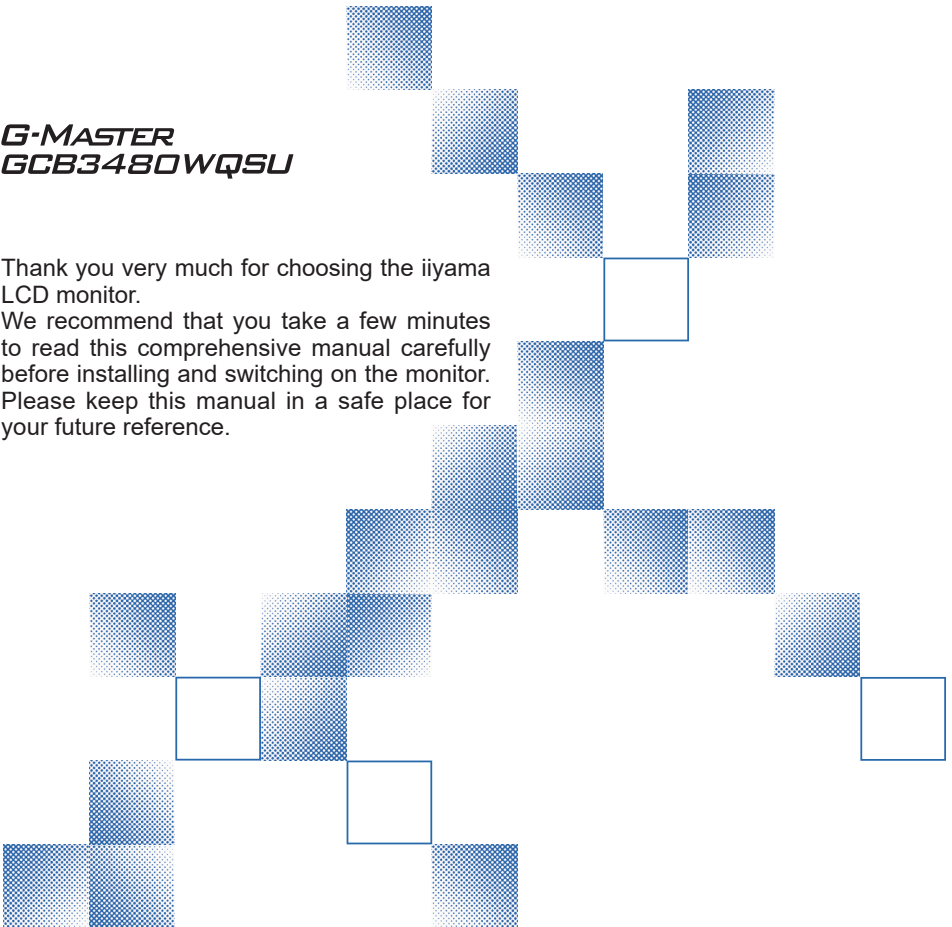 G-MASTER
GCB3480WQSU
Thank you very much for choosing the iiyama
LCD monitor.
We recommend that you take a few minutes
to read this comprehensive manual carefully
before installing and switching on the monitor.
Please keep this manual in a safe place for
your future reference.